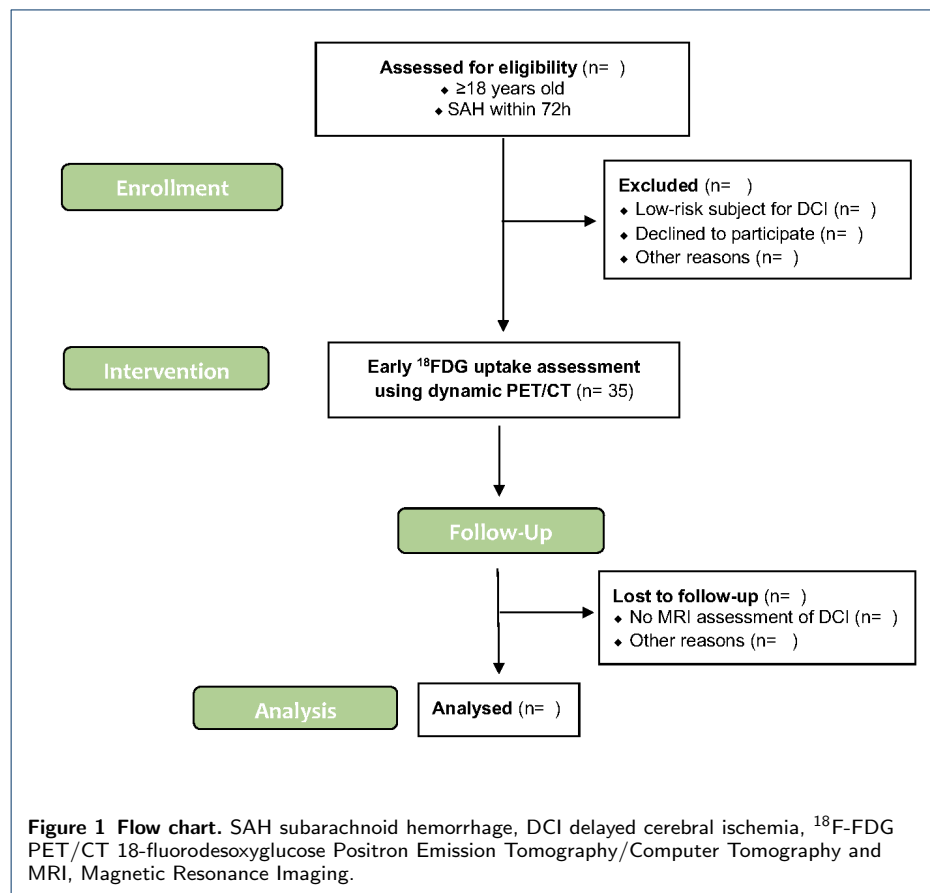 Assessed for eligibility (n=  )
◆ ≥18 years old
◆ SAH within 72h
Enrollment
Excluded (n=  )
◆ Low-risk subject for DCI (n=  )
◆ Declined to participate (n=  )
◆ Other reasons (n=  )
Intervention
Early ¹⁸FDG uptake assessment
using dynamic PET/CT (n= 35)
Follow-Up
Lost to follow-up (n=  )
◆ No MRI assessment of DCI (n=  )
◆ Other reasons (n=  )
Analysis
Analysed (n=  )
Figure 1 Flow chart. SAH subarachnoid hemorrhage, DCI delayed cerebral ischemia, ¹⁸F-FDG
PET/CT 18-fluorodesoxyglucose Positron Emission Tomography/Computer Tomography and
MRI, Magnetic Resonance Imaging.